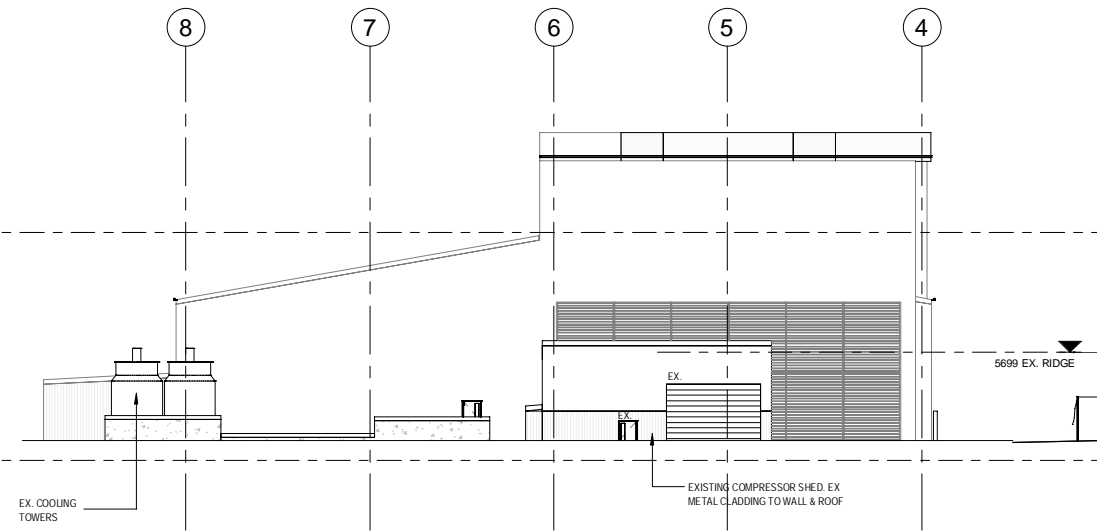 8
7
6
5
4
5699 EX. RIDGE
EX.
EX.
EX. COOLING
TOWERS
EXISTING COMPRESSOR SHED. EX
METAL CLADDING TO WALL & ROOF